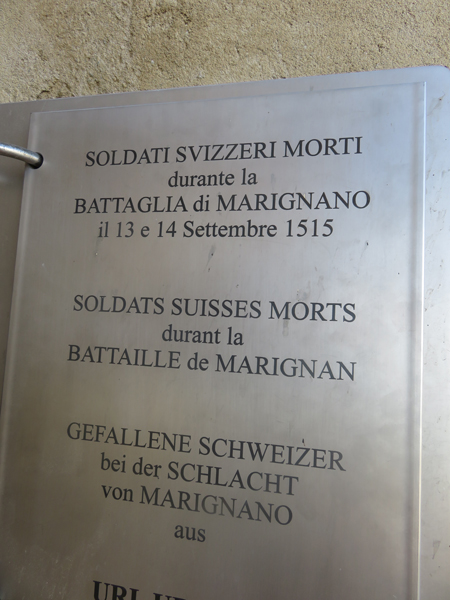 SOLDATI SVIZZERI MORTI
durante la
BATTAGLIA di MARIGNANO
il 13 e 14 Settembre 1515
SOLDATS SUISSES MORTS
durant la
BATTAILLE de MARIGNAN
GEFALLENE SCHWEIZER
bei der SCHLACHT
von MARIGNANO
aus
URI